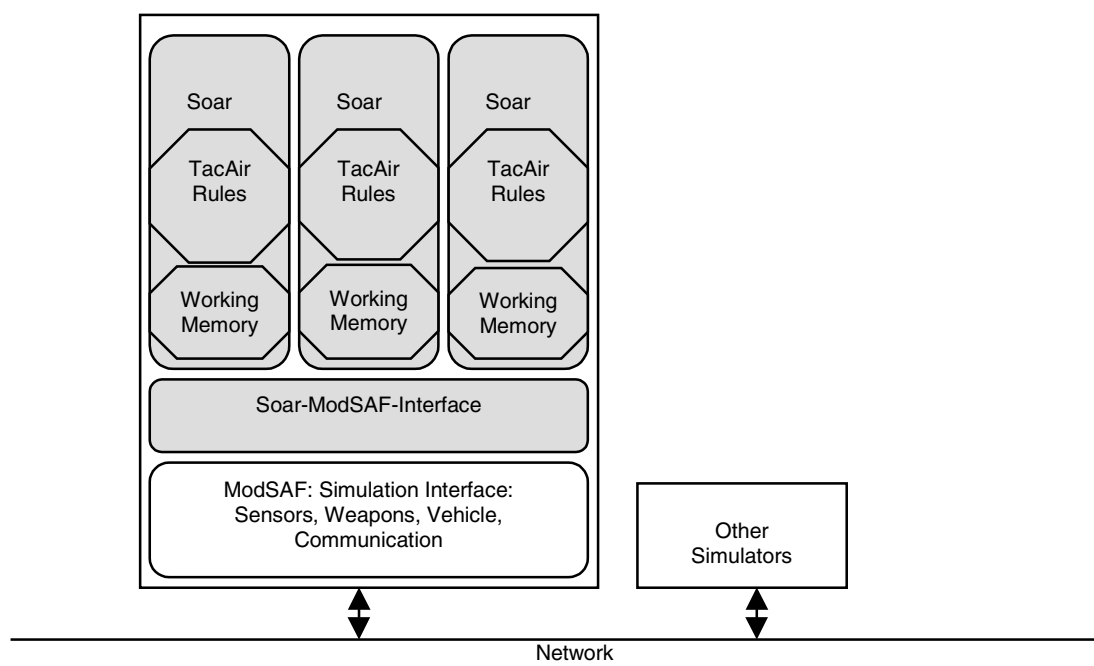 Soar
TacAir
Rules
Working
Memory
Soar
TacAir
Rules
Working
Memory
Soar
TacAir
Rules
Working
Memory
Soar-ModSAF-Interface
ModSAF: Simulation Interface:
Sensors, Weapons, Vehicle,
Communication
Other
Simulators
Network